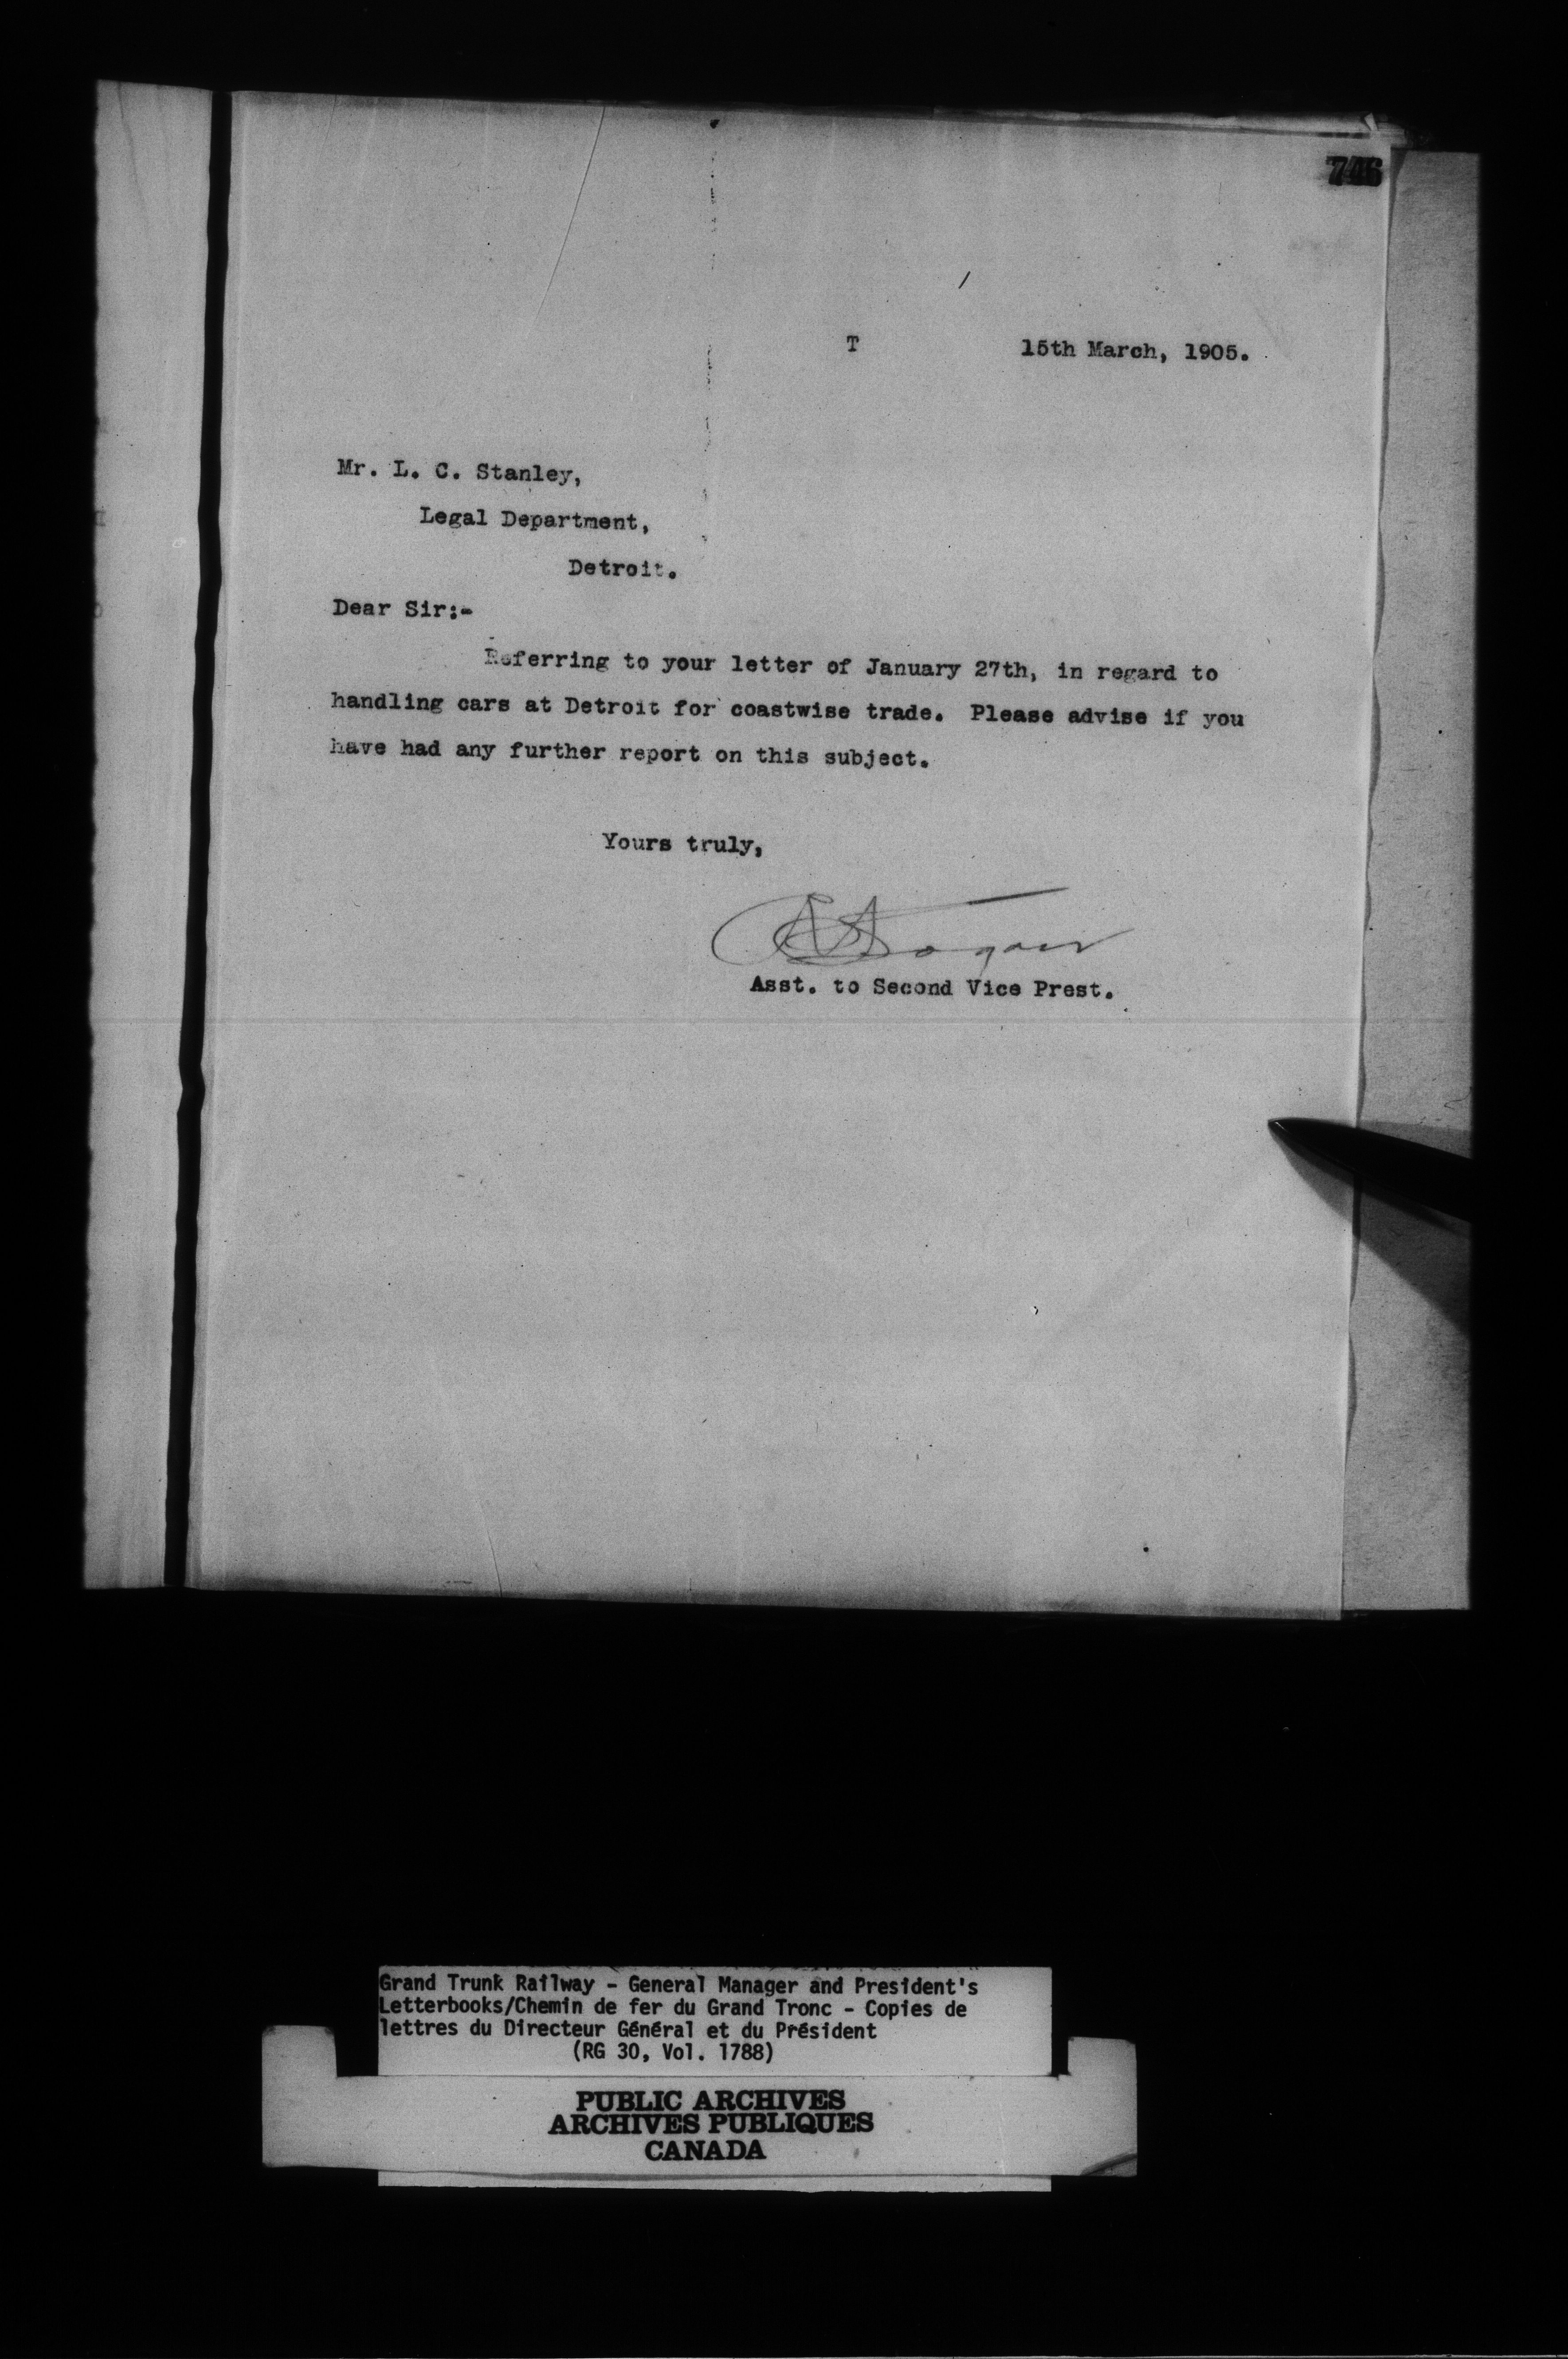 746
T 15th March, 1905.
Mr. L. C. Stanley,
Legal Department,
Detroit.
Dear Sir:-
Referring to your letter of January 27th, in regard to
handling cars at Detroit for coastwise trade. Please advise if you
have had any further report on this subject.
Yours truly,
Asst. to Second Vice Prest.
Grand Trunk Railway - General Manager and President's
Letterbooks/Chemin de fer du Grand Tronc - Copies de
lettres du Directeur Général et du Président
(RG 30, Vol. 1788)
PUBLIC ARCHIVES
ARCHIVES PUBLIQUES
CANADA